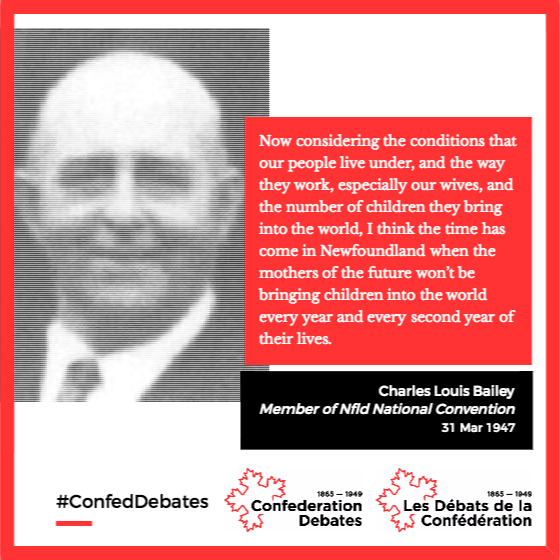 Now considering the conditions that
our people live under, and the way
they work, especially our wives, and
the number of children they bring
into the world, I think the time has
come in Newfoundland when the
mothers of the future won't be
bringing children into the world
every year and every second year of
their lives.
Charles Louis Bailey
Member of Nfld National Convention
31 Mar 1947
#ConfedDebates
1865 — 1949
Confederation
Debates
1865 — 1949
Les Débats de la
Confédération